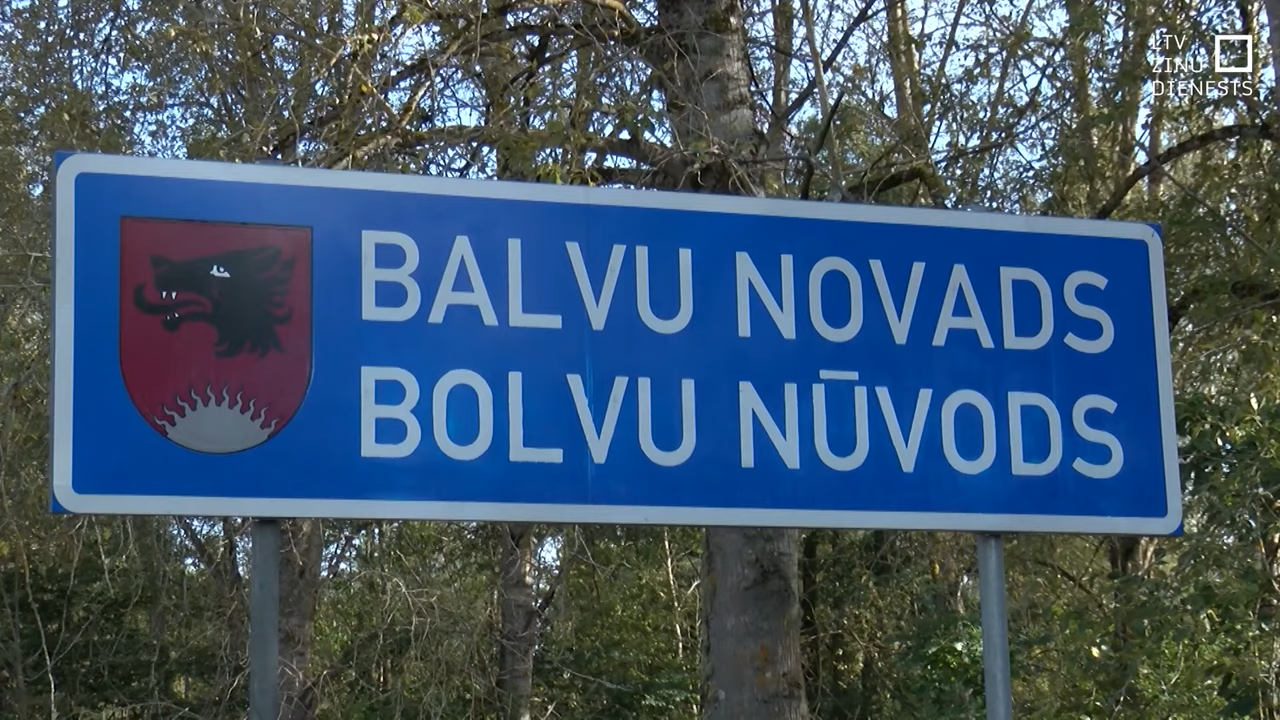 LTV
ZIŅU
DIENESTS
BALVU NOVADS
BOLVU NŪVODS